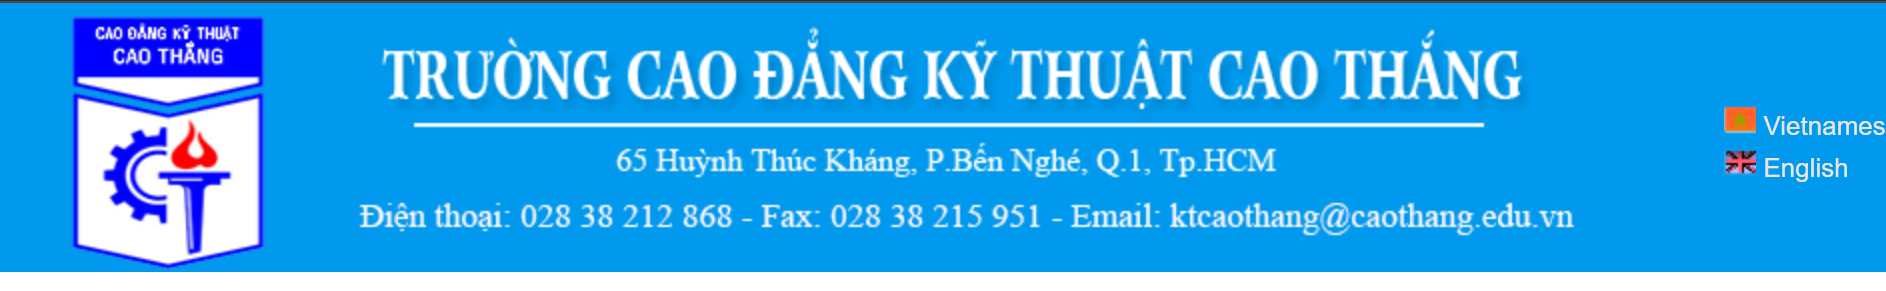 CAO ĐẲNG KỸ THUẬT
CAO THẮNG
TRƯỜNG CAO ĐẲNG KỸ THUẬT CAO THẮNG
65 Huỳnh Thúc Kháng, P.Bến Nghé, Q.1, Tp.HCM
Điện thoại: 028 38 212 868 - Fax: 028 38 215 951 - Email: ktcaothang@caothang.edu.vn
Vietnames
English